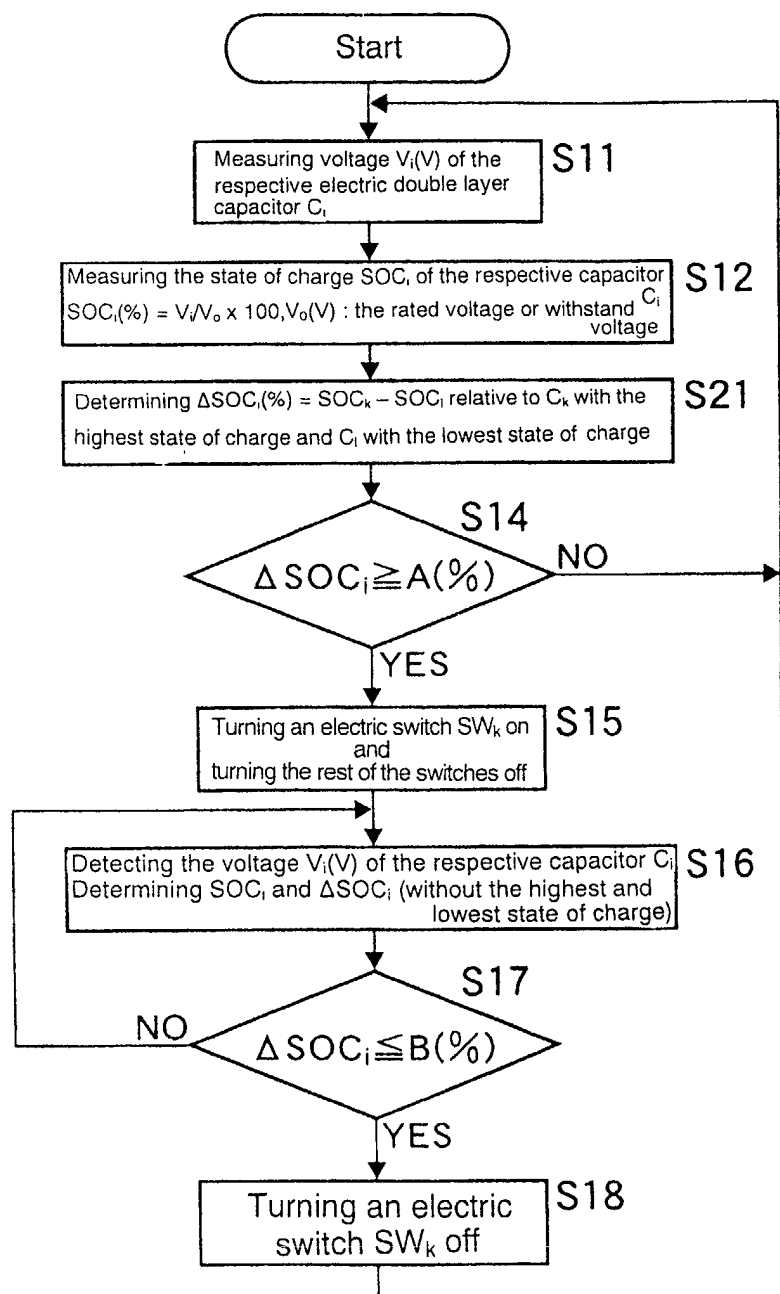 Start
Measuring voltage Vᵢ(V) of the
respective electric double layer
capacitor Cᵢ
S11
Measuring the state of charge SOCᵢ of the respective capacitor
Cᵢ
SOCᵢ(%) = Vᵢ/V₀ x 100, V₀(V) : the rated voltage or withstand
voltage
S12
Determining ΔSOCᵢ(%) = SOCₖ – SOCₗ relative to Cₖ with the
highest state of charge and Cₗ with the lowest state of charge
S21
S14
Δ SOCᵢ ≧ A(%)
NO
YES
Turning an electric switch SWₖ on
and
turning the rest of the switches off
S15
Detecting the voltage Vᵢ(V) of the respective capacitor Cᵢ
Determining SOCᵢ and ΔSOCᵢ (without the highest and
lowest state of charge)
S16
S17
NO
Δ SOCᵢ ≦ B(%)
YES
Turning an electric
switch SWₖ off
S18